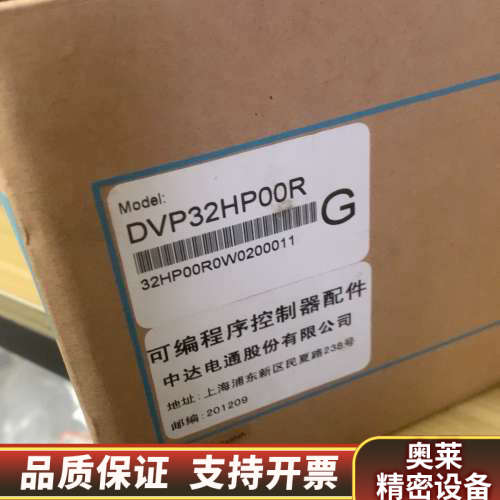 Model:
DVP32HP00R
G
32HP00R0W0200011
可编程序控制器配件
中达电通股份有限公司
地址: 上海浦东新区民夏路238号
邮编: 201209
品质保证 支持开票
奥莱
精密设备